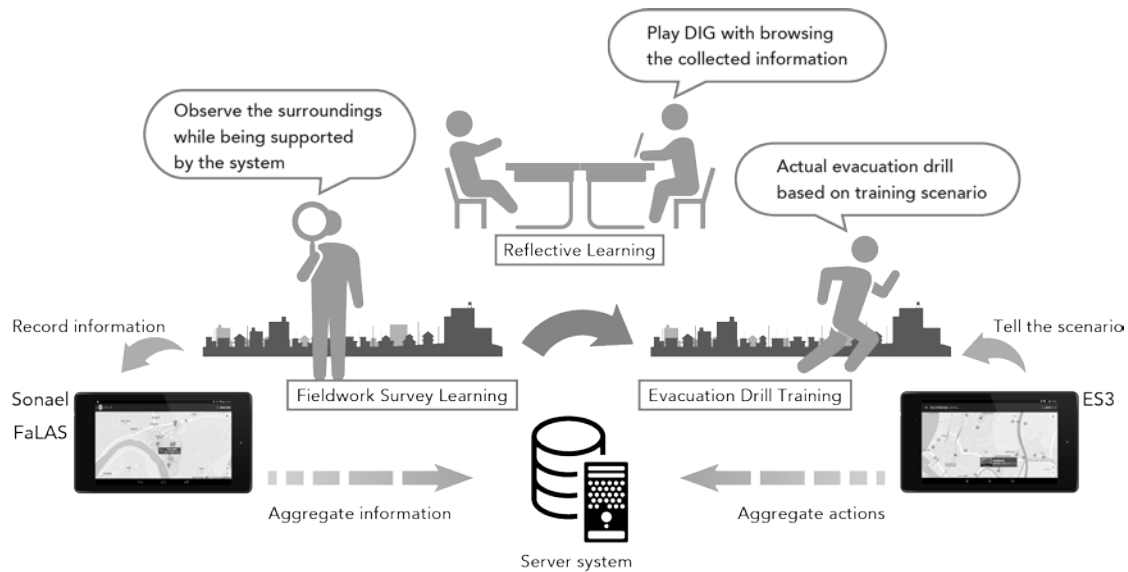 Play DIG with browsing
the collected information
Observe the surroundings
while being supported
by the system
Actual evacuation drill
based on training scenario
Reflective Learning
Record information
Tell the scenario
Fieldwork Survey Learning
Evacuation Drill Training
Sonael
FaLAS
ES3
Aggregate information
Aggregate actions
Server system